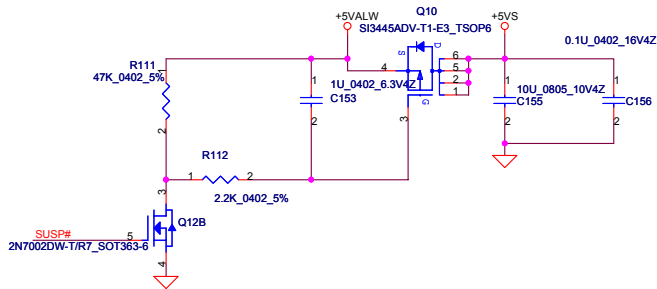 Q10
+5VALW
+5VS
SI3445ADV-T1-E3_TSOP6
0.1U_0402_16V4Z
D
S
R111
47K_0402_5%
1
2
4
6
5
2
1
G
3
1U_0402_6.3V4Z
1
C153
2
10U_0805_10V4Z
1
C155
2
1
C156
2
R112
1
2
2.2K_0402_5%
3
Q12B
SUSP#
5
2N7002DW-T/R7_SOT363-6
4